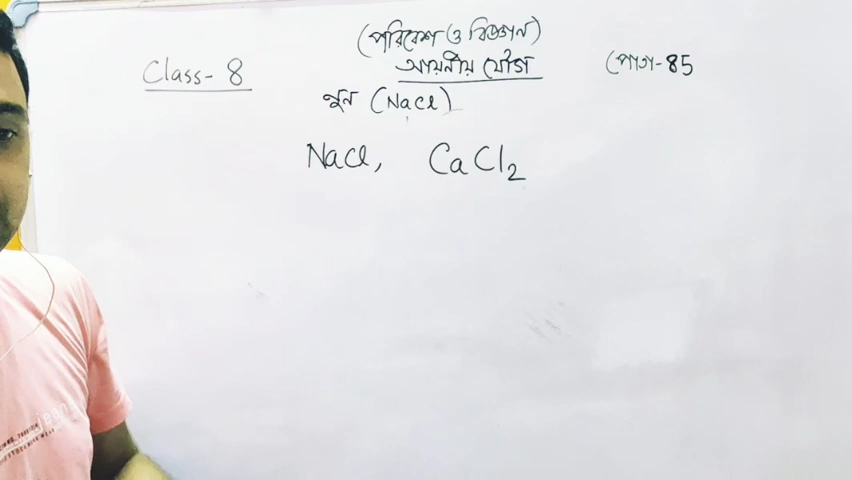 (পরিবেশ ও বিজ্ঞান)
Class- 8
আয়নীয় যৌগ
(পাতা-85
নুন (NaCl)
NaCl, CaCl₂